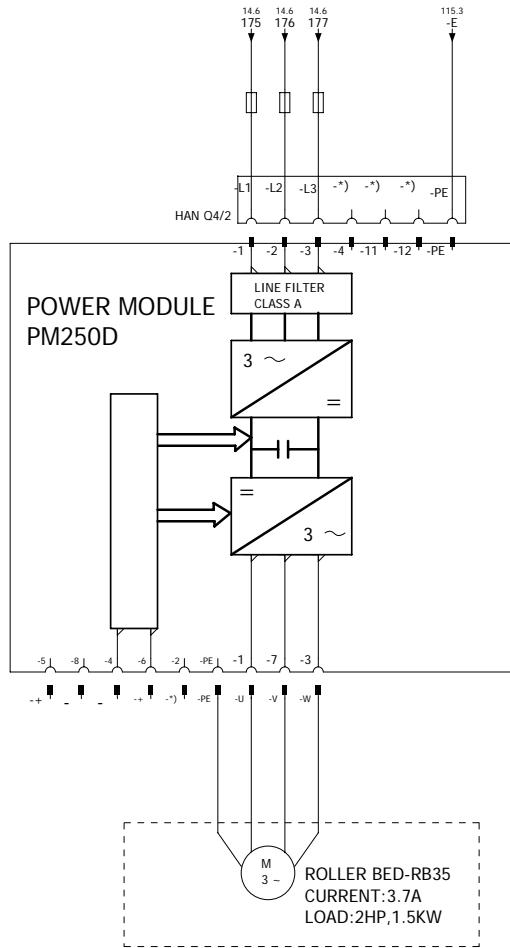 14.6 14.6 14.6 115.3
175 176 177 -E
-L1 -L2 -L3 -*) -*) -*) -PE
HAN Q4/2
-1 -2 -3 -4 -11 -12 -PE
LINE FILTER
CLASS A
POWER MODULE
PM250D
3 ~
=
=
3 ~
-5 -8 -4 -6 -2 -PE -1 -7 -3
-+ - - -+ -*) -PE -U -V -W
M
3 ~
ROLLER BED-RB35
CURRENT:3.7A
LOAD:2HP,1.5KW